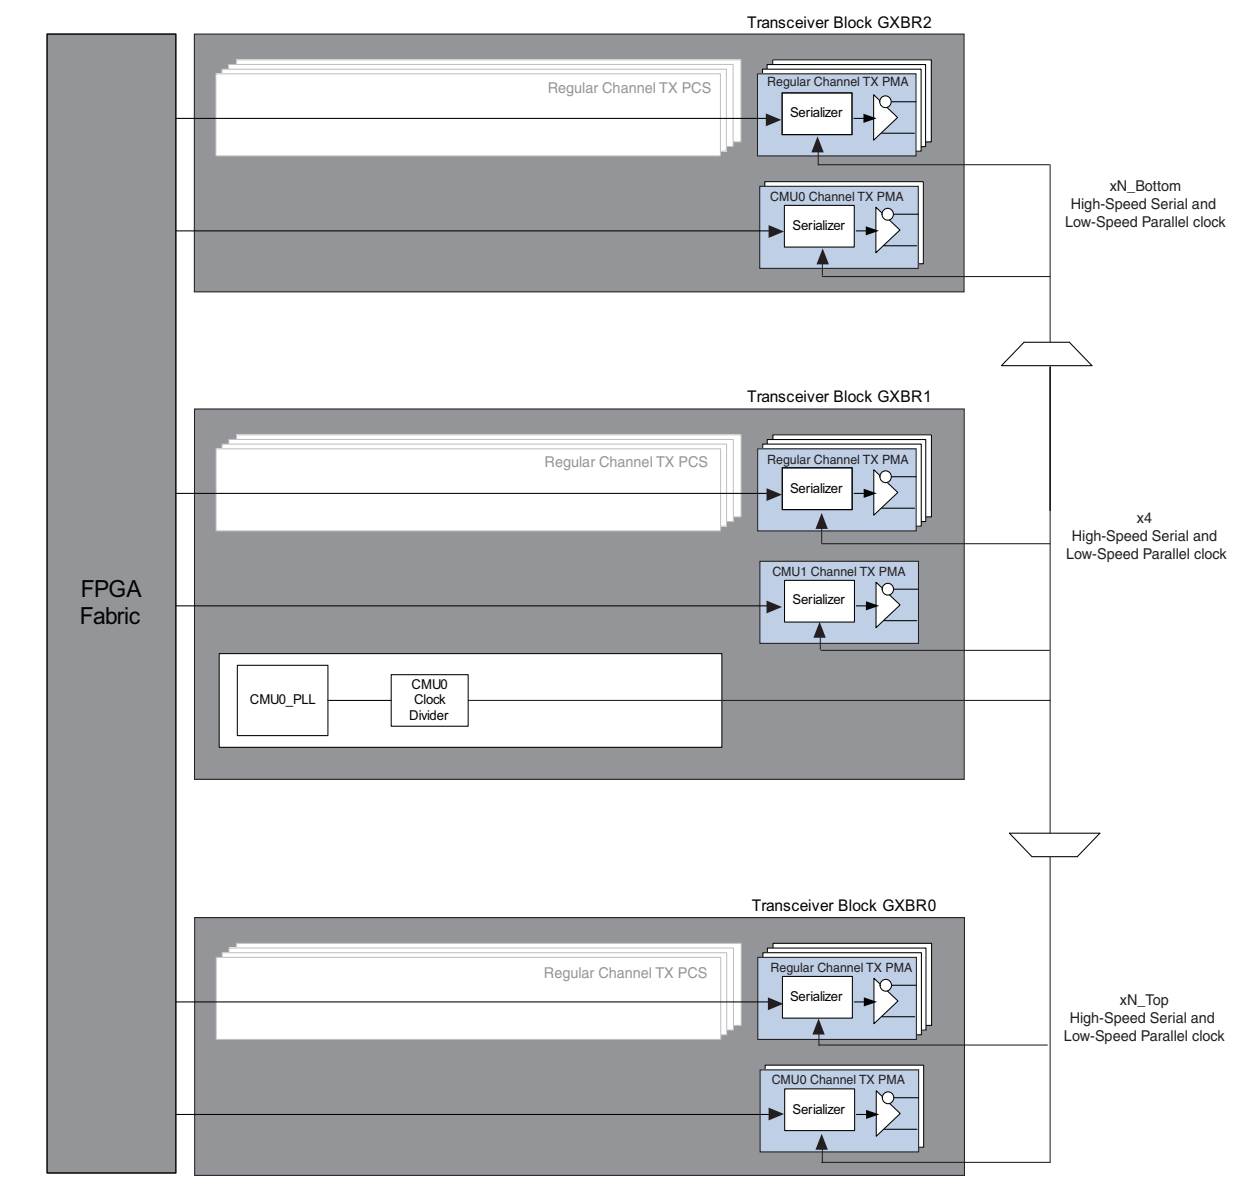 Transceiver Block GXBR2
Regular Channel TX PCS
Regular Channel TX PMA
Serializer
CMU0 Channel TX PMA
Serializer
xN_Bottom
High-Speed Serial and
Low-Speed Parallel clock
Transceiver Block GXBR1
Regular Channel TX PCS
Regular Channel TX PMA
Serializer
x4
High-Speed Serial and
Low-Speed Parallel clock
CMU1 Channel TX PMA
Serializer
FPGA
Fabric
CMU0_PLL
CMU0
Clock
Divider
Transceiver Block GXBR0
Regular Channel TX PCS
Regular Channel TX PMA
Serializer
xN_Top
High-Speed Serial and
Low-Speed Parallel clock
CMU0 Channel TX PMA
Serializer